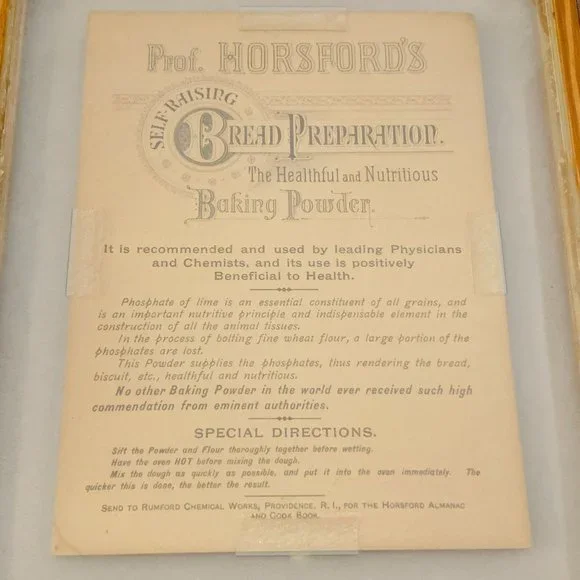 Prof. HORSFORD'S
SELF-RAISING
BREAD PREPARATION.
The Healthful and Nutritious
Baking Powder.
It is recommended and used by leading Physicians
and Chemists, and its use is positively
Beneficial to Health.
Phosphate of lime is an essential constituent of all grains, and
is an important nutritive principle and indispensable element in the
construction of all the animal tissues.
In the process of bolting fine wheat flour, a large portion of the
phosphates are lost.
This Powder supplies the phosphates, thus rendering the bread,
biscuit, etc., healthful and nutritious.
No other Baking Powder in the world ever received such high
commendation from eminent authorities.
SPECIAL DIRECTIONS.
Sift the Powder and Flour thoroughly together before wetting.
Have the oven HOT before mixing the dough.
Mix the dough as quickly as possible, and put it into the oven immediately. The
quicker this is done, the better the result.
SEND TO RUMFORD CHEMICAL WORKS, PROVIDENCE, R. I., FOR THE HORSFORD ALMANAC
AND COOK BOOK.